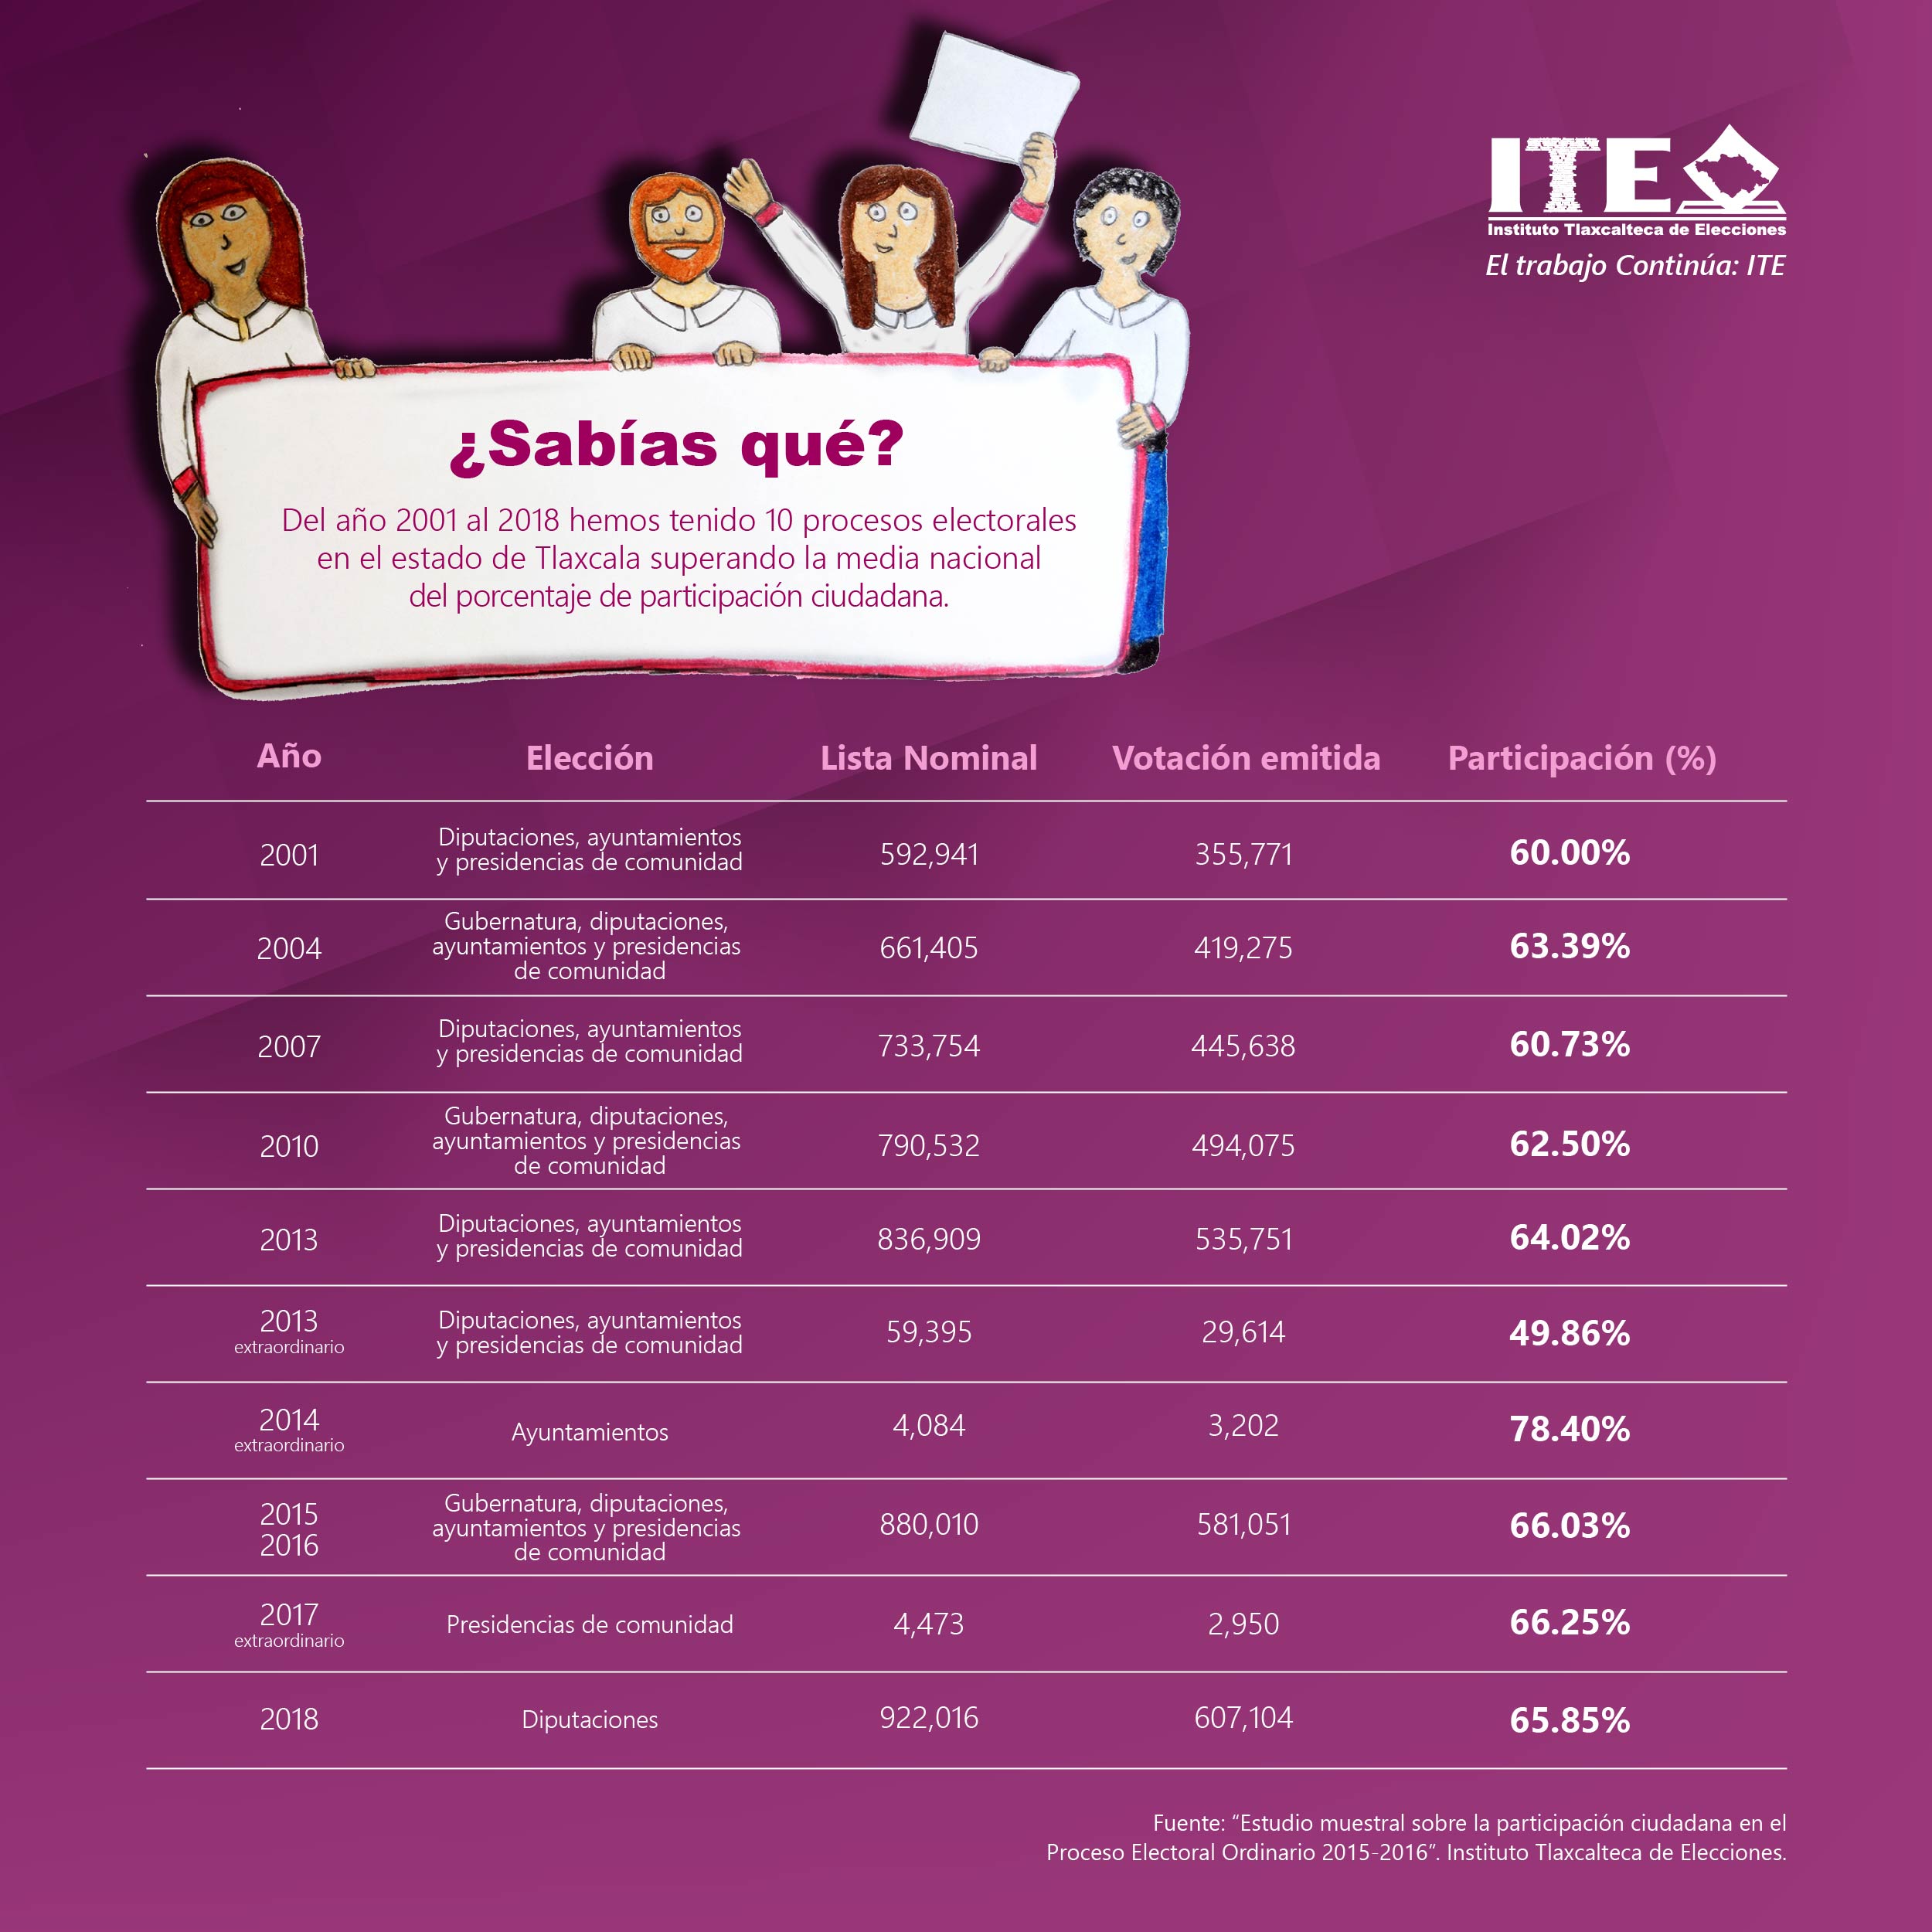 ITE
Instituto Tlaxcalteca de Elecciones
El trabajo Continúa: ITE
¿Sabías qué?
Del año 2001 al 2018 hemos tenido 10 procesos electorales
en el estado de Tlaxcala superando la media nacional
del porcentaje de participación ciudadana.
Año Elección Lista Nominal Votación emitida Participación (%)
2001 Diputaciones, ayuntamientos 592,941 355,771 60.00%
y presidencias de comunidad
Gubernatura, diputaciones,
2004 ayuntamientos y presidencias 661,405 419,275 63.39%
de comunidad
2007 Diputaciones, ayuntamientos 733,754 445,638 60.73%
y presidencias de comunidad
Gubernatura, diputaciones,
2010 ayuntamientos y presidencias 790,532 494,075 62.50%
de comunidad
2013 Diputaciones, ayuntamientos 836,909 535,751 64.02%
y presidencias de comunidad
2013 Diputaciones, ayuntamientos 59,395 29,614 49.86%
extraordinario y presidencias de comunidad
2014 Ayuntamientos 4,084 3,202 78.40%
extraordinario
2015 Gubernatura, diputaciones,
2016 ayuntamientos y presidencias 880,010 581,051 66.03%
de comunidad
2017 Presidencias de comunidad 4,473 2,950 66.25%
extraordinario
2018 Diputaciones 922,016 607,104 65.85%
Fuente: “Estudio muestral sobre la participación ciudadana en el
Proceso Electoral Ordinario 2015-2016”. Instituto Tlaxcalteca de Elecciones.